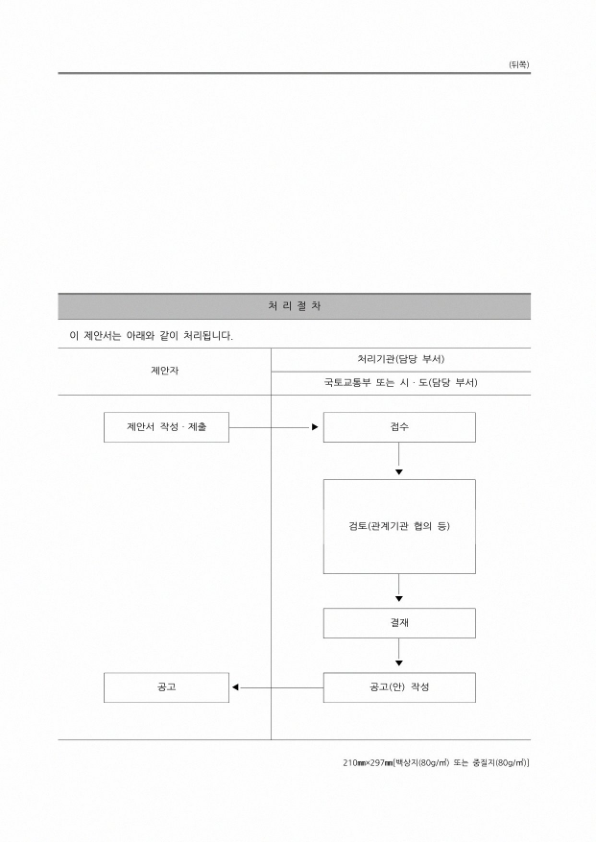 (뒤쪽)
처 리 절 차
이 제안서는 아래와 같이 처리됩니다.
제안자
처리기관(담당 부서)
국토교통부 또는 시ㆍ도(담당 부서)
제안서 작성ㆍ제출
접수
검토(관계기관 협의 등)
결재
공고
공고(안) 작성
210㎜×297㎜[백상지(80g/㎡) 또는 중질지(80g/㎡)]